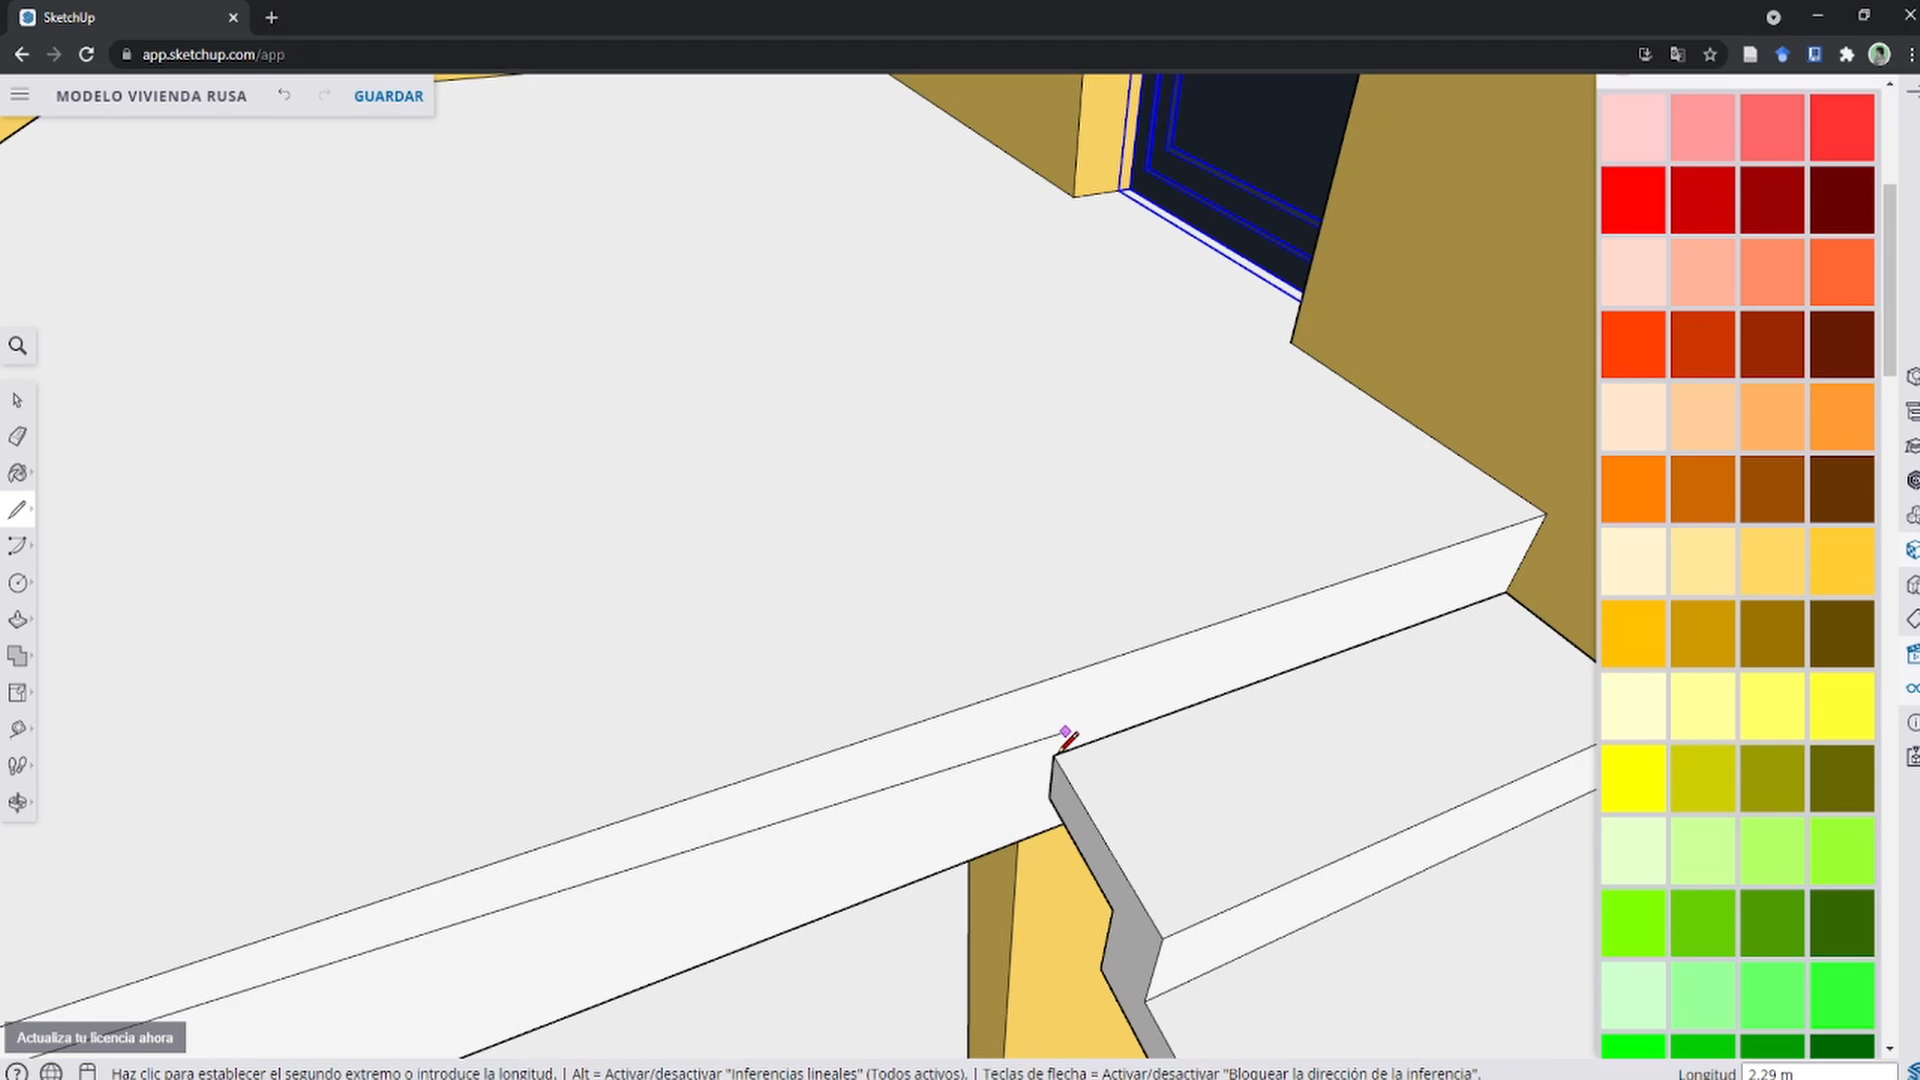 SketchUp
app.sketchup.com/app
MODELO VIVIENDA RUSA
GUARDAR
Actualiza tu licencia ahora
Haz clic para establecer el segundo extremo o introduce la longitud. | Alt = Activar/desactivar "Inferencias lineales" (Todos activos). | Teclas de flecha = Activar/desactivar "Bloquear la dirección de la inferencia".
Longitud 2.29 m